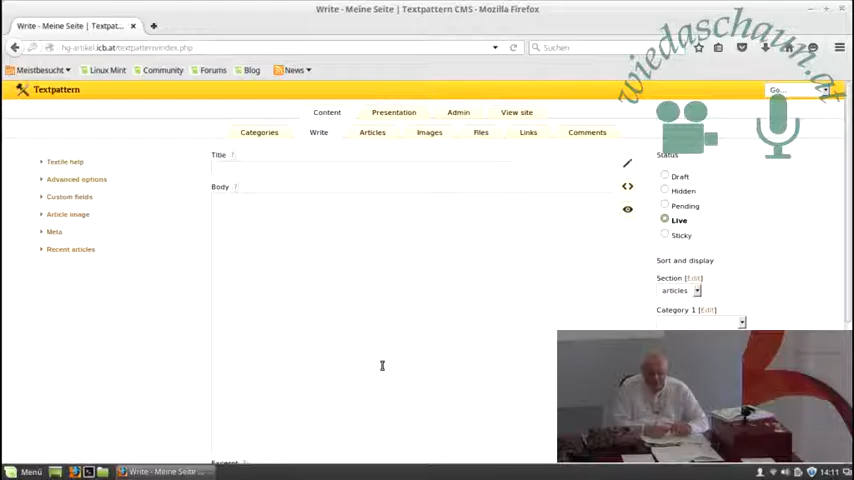 Write - Meine Seite | Textpattern CMS - Mozilla Firefox
Write - Meine Seite | Textpat...
hg-artikel.icb.at/textpattern/index.php
Suchen
wiedaschaum.at
Meistbesucht
Linux Mint
Community
Forums
Blog
News
Textpattern
Go...
Content
Presentation
Admin
View site
Categories
Write
Articles
Images
Files
Links
Comments
Textile help
Advanced options
Custom fields
Article image
Meta
Recent articles
Title ?
Body ?
Excerpt ?
Status
Draft
Hidden
Pending
Live
Sticky
Sort and display
Section [Edit]
articles
Category 1 [Edit]
Menü
Write - Meine Seite ...
14:11